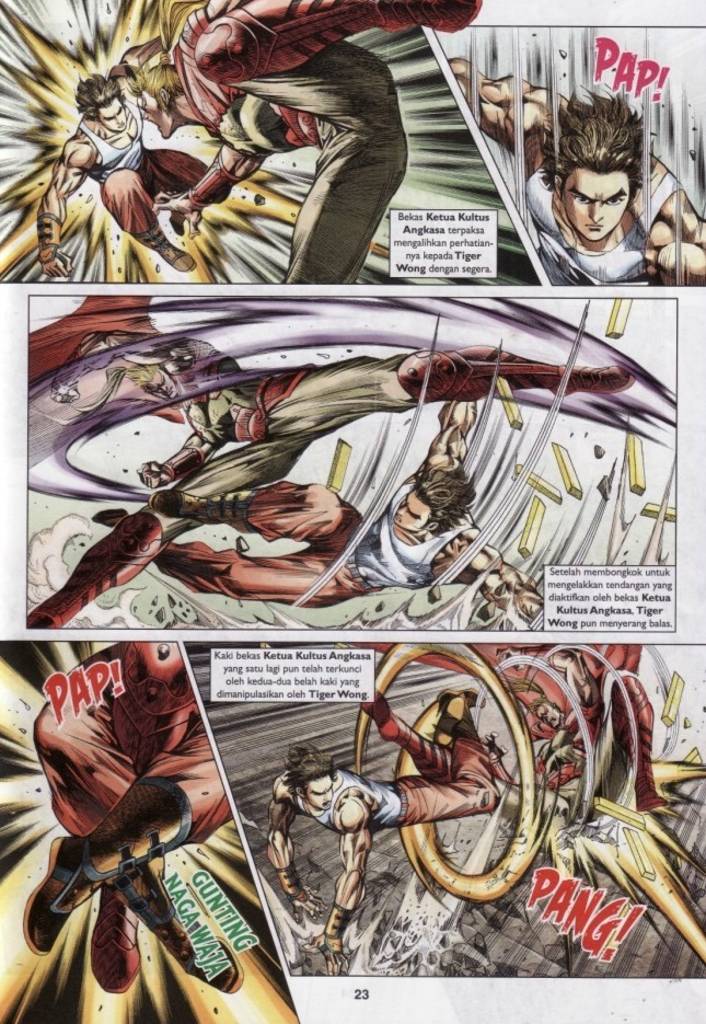 PAP!
Bekas Ketua Kultus
Angkasa terpaksa
mengalihkan perhatian-
nya kepada Tiger
Wong dengan segera.
Setelah membongkok untuk
mengelakkan tendangan yang
diaktifkan oleh bekas Ketua
Kultus Angkasa, Tiger
Wong pun menyerang balas.
PAP!
GUNTING
NAGA WAJA
Kaki bekas Ketua Kultus Angkasa
yang satu lagi pun telah terkunci
oleh kedua-dua belah kaki yang
dimanipulasikan oleh Tiger Wong.
PANG!
23